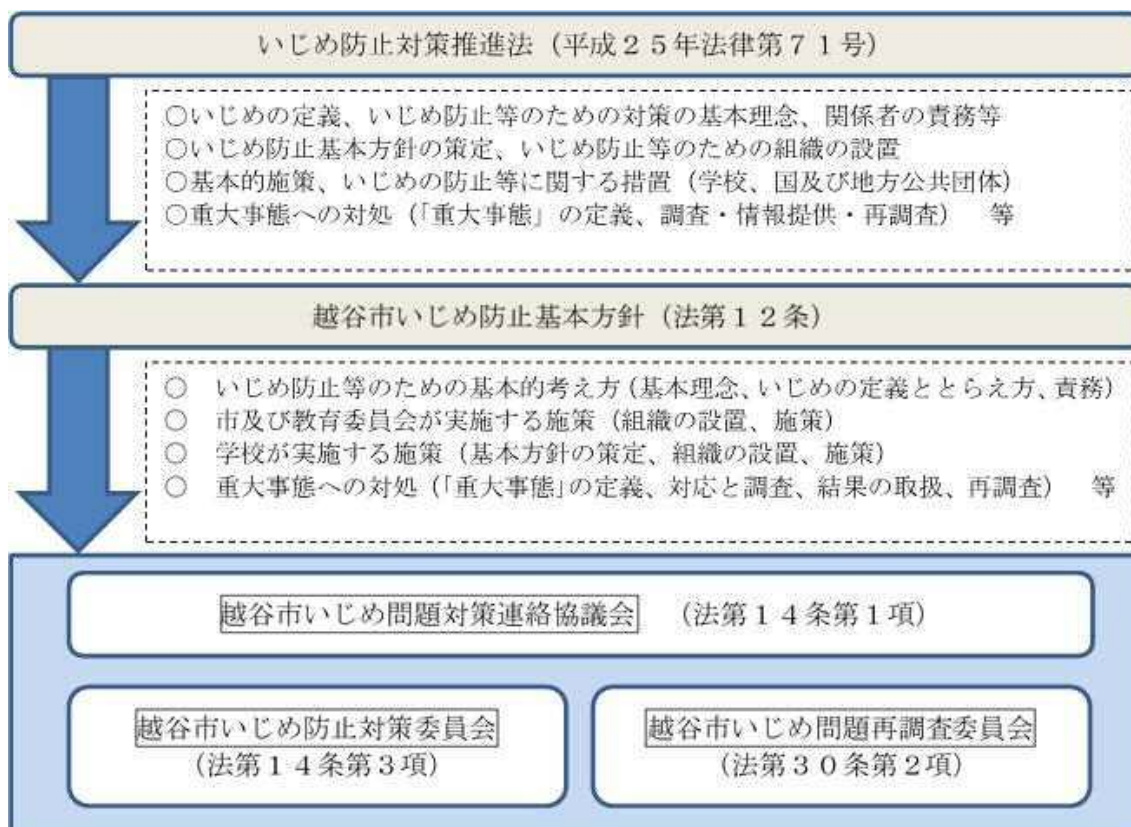 いじめ防止対策推進法（平成２５年法律第７１号）
○いじめの定義、いじめ防止等のための対策の基本理念、関係者の責務等
○いじめ防止基本方針の策定、いじめ防止等のための組織の設置
○基本的施策、いじめの防止等に関する措置（学校、国及び地方公共団体）
○重大事態への対処（「重大事態」の定義、調査・情報提供・再調査）　等
越谷市いじめ防止基本方針（法第１２条）
○　いじめ防止等のための基本的考え方（基本理念、いじめの定義ととらえ方、責務）
○　市及び教育委員会が実施する施策（組織の設置、施策）
○　学校が実施する施策（基本方針の策定、組織の設置、施策）
○　重大事態への対処（「重大事態」の定義、対応と調査、結果の取扱、再調査）　等
越谷市いじめ問題対策連絡協議会　（法第１４条第１項）
越谷市いじめ防止対策委員会
（法第１４条第３項）
越谷市いじめ問題再調査委員会
（法第３０条第２項）